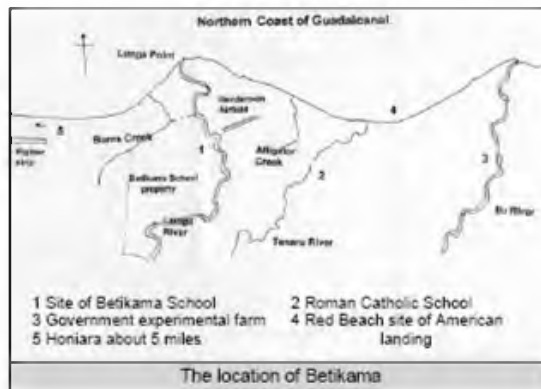 Northern Coast of Guadalcanal
Lunga Point
Henderson
Airfield
4
5
Burns Creek
1
Alligator
Creek
Fighter
strip
2
3
Betikama School
property
Lunga
River
Tenaru River
River
1 Site of Betikama School
2 Roman Catholic School
3 Government experimental farm
4 Red Beach site of American
landing
5 Honiara about 5 miles
The location of Betikama